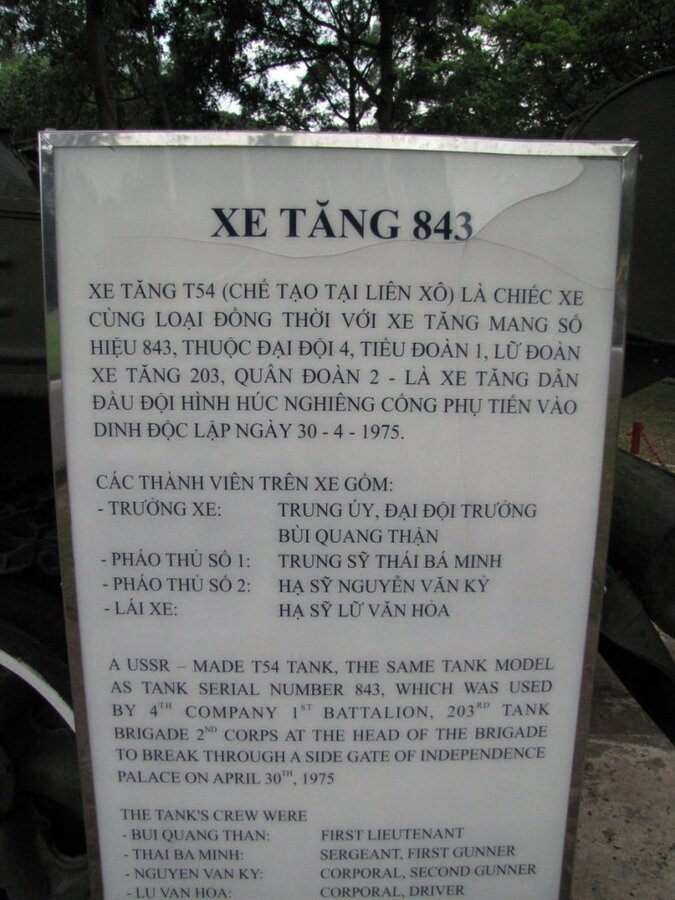 XE TĂNG 843
XE TĂNG T54 (CHẾ TẠO TẠI LIÊN XÔ) LÀ CHIẾC XE
CÙNG LOẠI ĐỒNG THỜI VỚI XE TĂNG MANG SỐ
HIỆU 843, THUỘC ĐẠI ĐỘI 4, TIỂU ĐOÀN 1, LỮ ĐOÀN
XE TĂNG 203, QUÂN ĐOÀN 2 - LÀ XE TĂNG DẪN
ĐẦU ĐỘI HÌNH HÚC NGHIÊNG CỔNG PHỤ TIẾN VÀO
DINH ĐỘC LẬP NGÀY 30 - 4 - 1975.
CÁC THÀNH VIÊN TRÊN XE GỒM:
- TRƯỞNG XE: TRUNG ÚY, ĐẠI ĐỘI TRƯỞNG
BÙI QUANG THẬN
- PHÁO THỦ SỐ 1: TRUNG SỸ THÁI BÁ MINH
- PHÁO THỦ SỐ 2: HẠ SỸ NGUYỄN VĂN KỶ
- LÁI XE: HẠ SỸ LỮ VĂN HỎA
A USSR – MADE T54 TANK, THE SAME TANK MODEL
AS TANK SERIAL NUMBER 843, WHICH WAS USED
BY 4TH COMPANY 1ST BATTALION, 203RD TANK
BRIGADE 2ND CORPS AT THE HEAD OF THE BRIGADE
TO BREAK THROUGH A SIDE GATE OF INDEPENDENCE
PALACE ON APRIL 30TH, 1975
THE TANK'S CREW WERE
- BUI QUANG THAN: FIRST LIEUTENANT
- THAI BA MINH: SERGEANT, FIRST GUNNER
- NGUYEN VAN KY: CORPORAL, SECOND GUNNER
- LU VAN HOA: CORPORAL, DRIVER